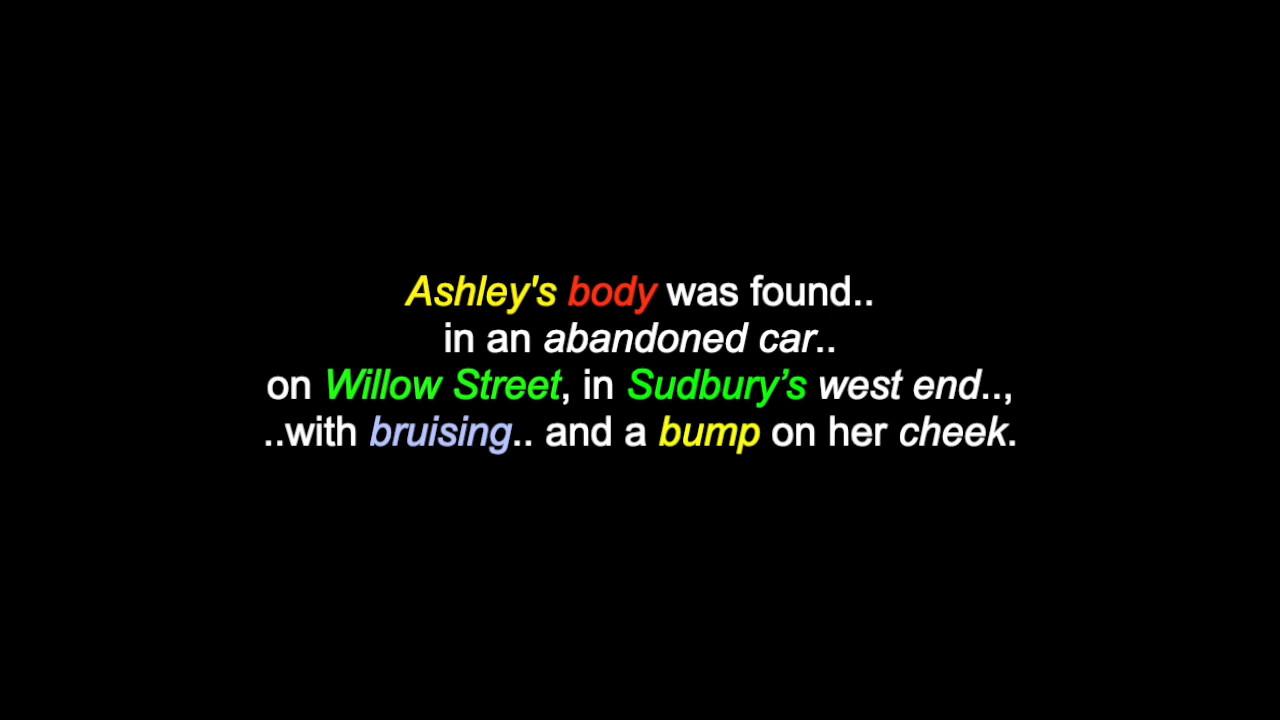 Ashley's body was found..
in an abandoned car..
on Willow Street, in Sudbury’s west end..,
..with bruising.. and a bump on her cheek.